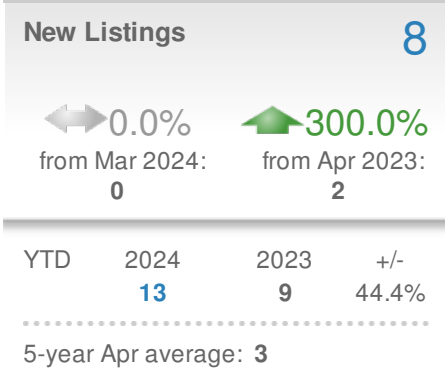 New Listings 8
0.0% 300.0%
from Mar 2024: from Apr 2023:
0 2
YTD 2024 2023 +/-
13 9 44.4%
5-year Apr average: 3